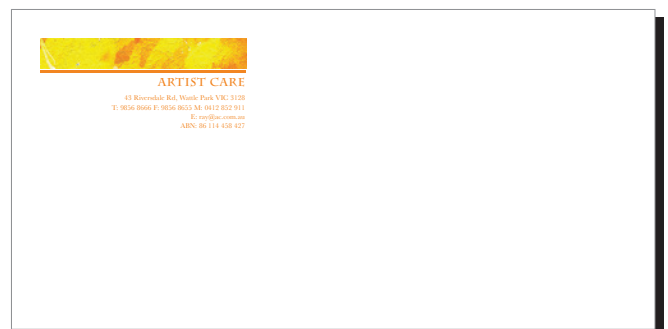 ARTIST CARE
43 Riversdale Rd, Wattle Park VIC 3128
T: 9856 8666 F: 9856 8655 M: 0412 852 911
E: ray@ac.com.au
ABN: 86 114 458 427